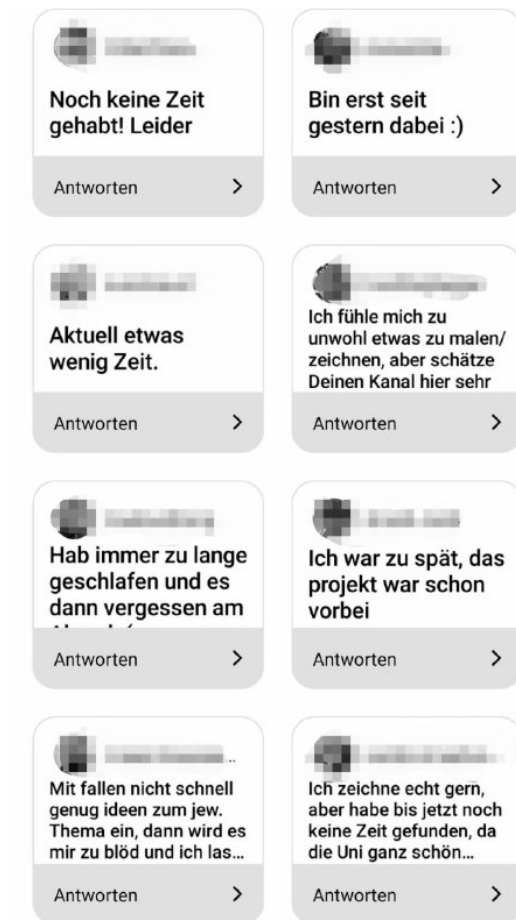 Noch keine Zeit
gehabt! Leider
Antworten
Bin erst seit
gestern dabei :)
Antworten
Aktuell etwas
wenig Zeit.
Antworten
Ich fühle mich zu
unwohl etwas zu malen/
zeichnen, aber schätze
Deinen Kanal hier sehr
Antworten
Hab immer zu lange
geschlafen und es
dann vergessen am
Antworten
Ich war zu spät, das
projekt war schon
vorbei
Antworten
Mit fallen nicht schnell
genug ideen zum jew.
Thema ein, dann wird es
mir zu blöd und ich las...
Antworten
Ich zeichne echt gern,
aber habe bis jetzt noch
keine Zeit gefunden, da
die Uni ganz schön...
Antworten